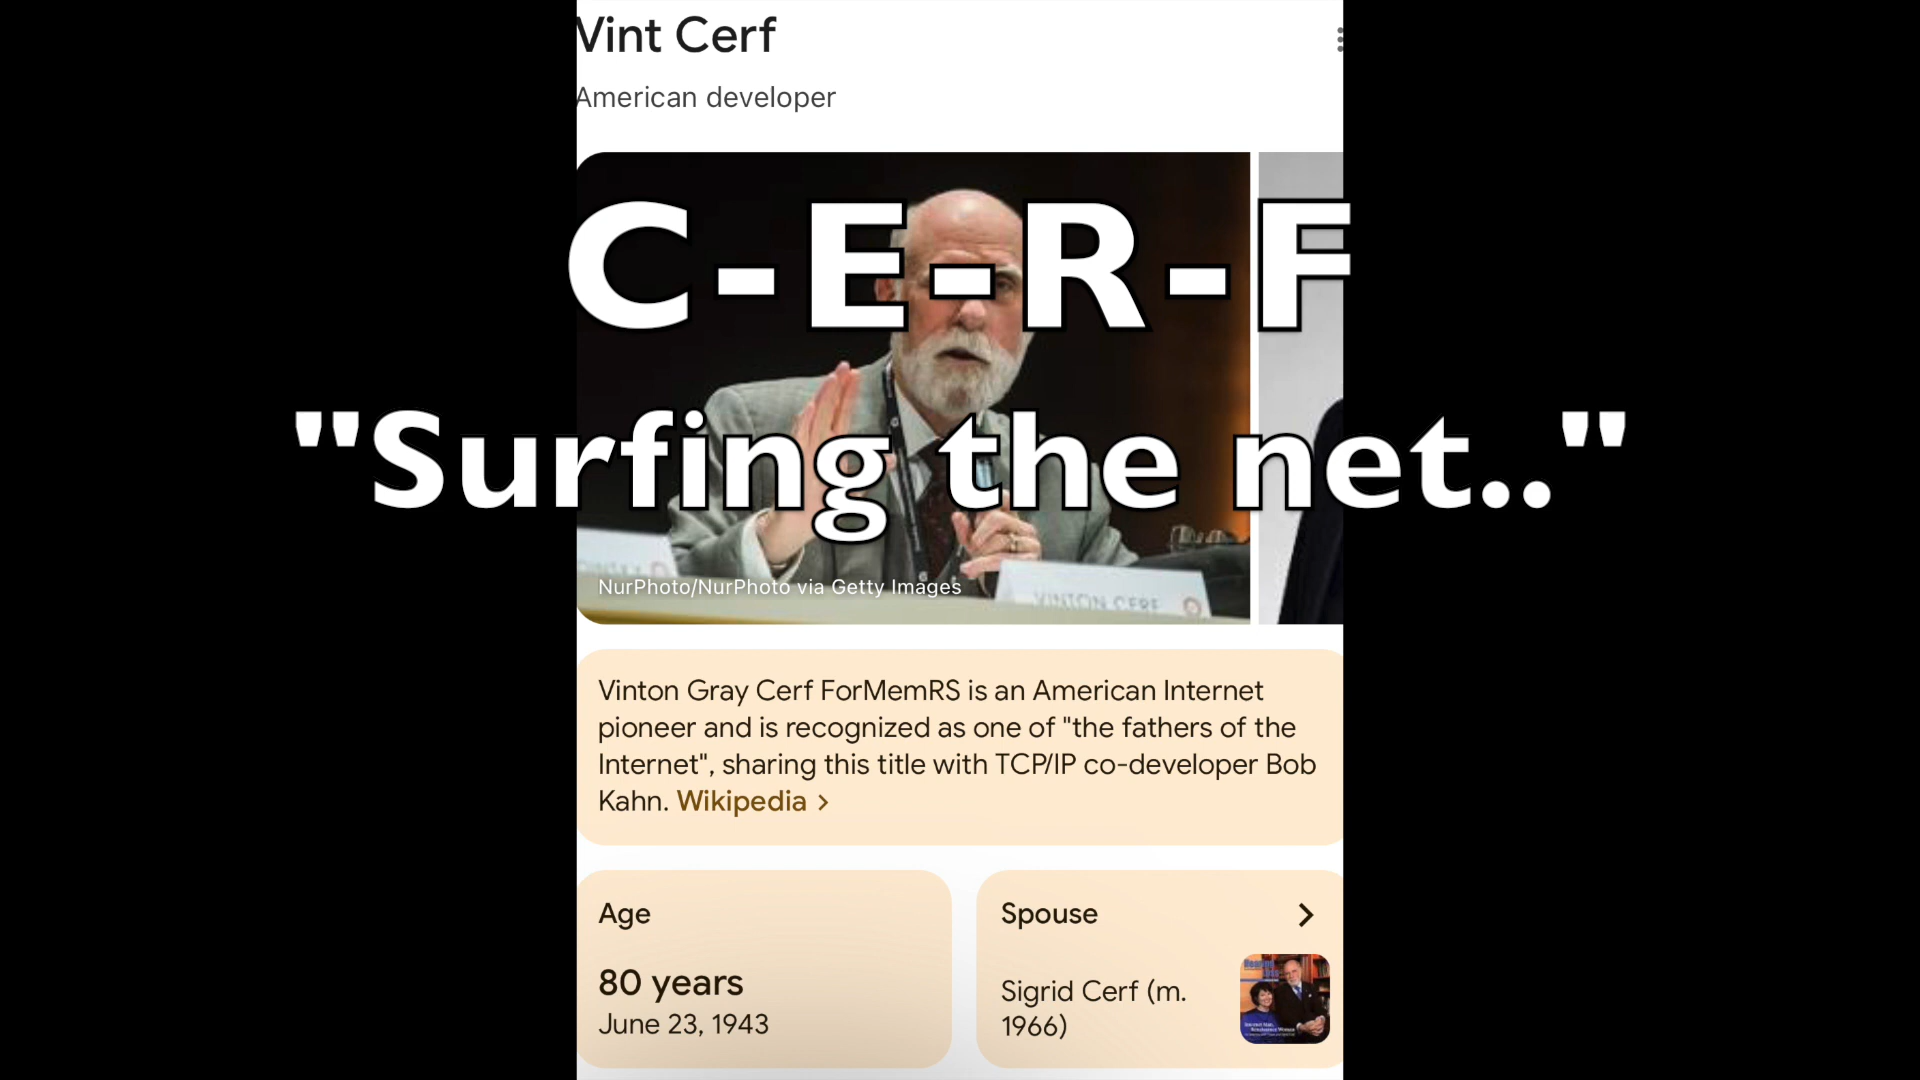 Vint Cerf
American developer
C-E-R-F
"Surfing the net.."
NurPhoto/NurPhoto via Getty Images
VINTON CERF
Vinton Gray Cerf ForMemRS is an American Internet
pioneer and is recognized as one of "the fathers of the
Internet", sharing this title with TCP/IP co-developer Bob
Kahn. Wikipedia >
Age
80 years
June 23, 1943
Spouse >
Sigrid Cerf (m.
1966)